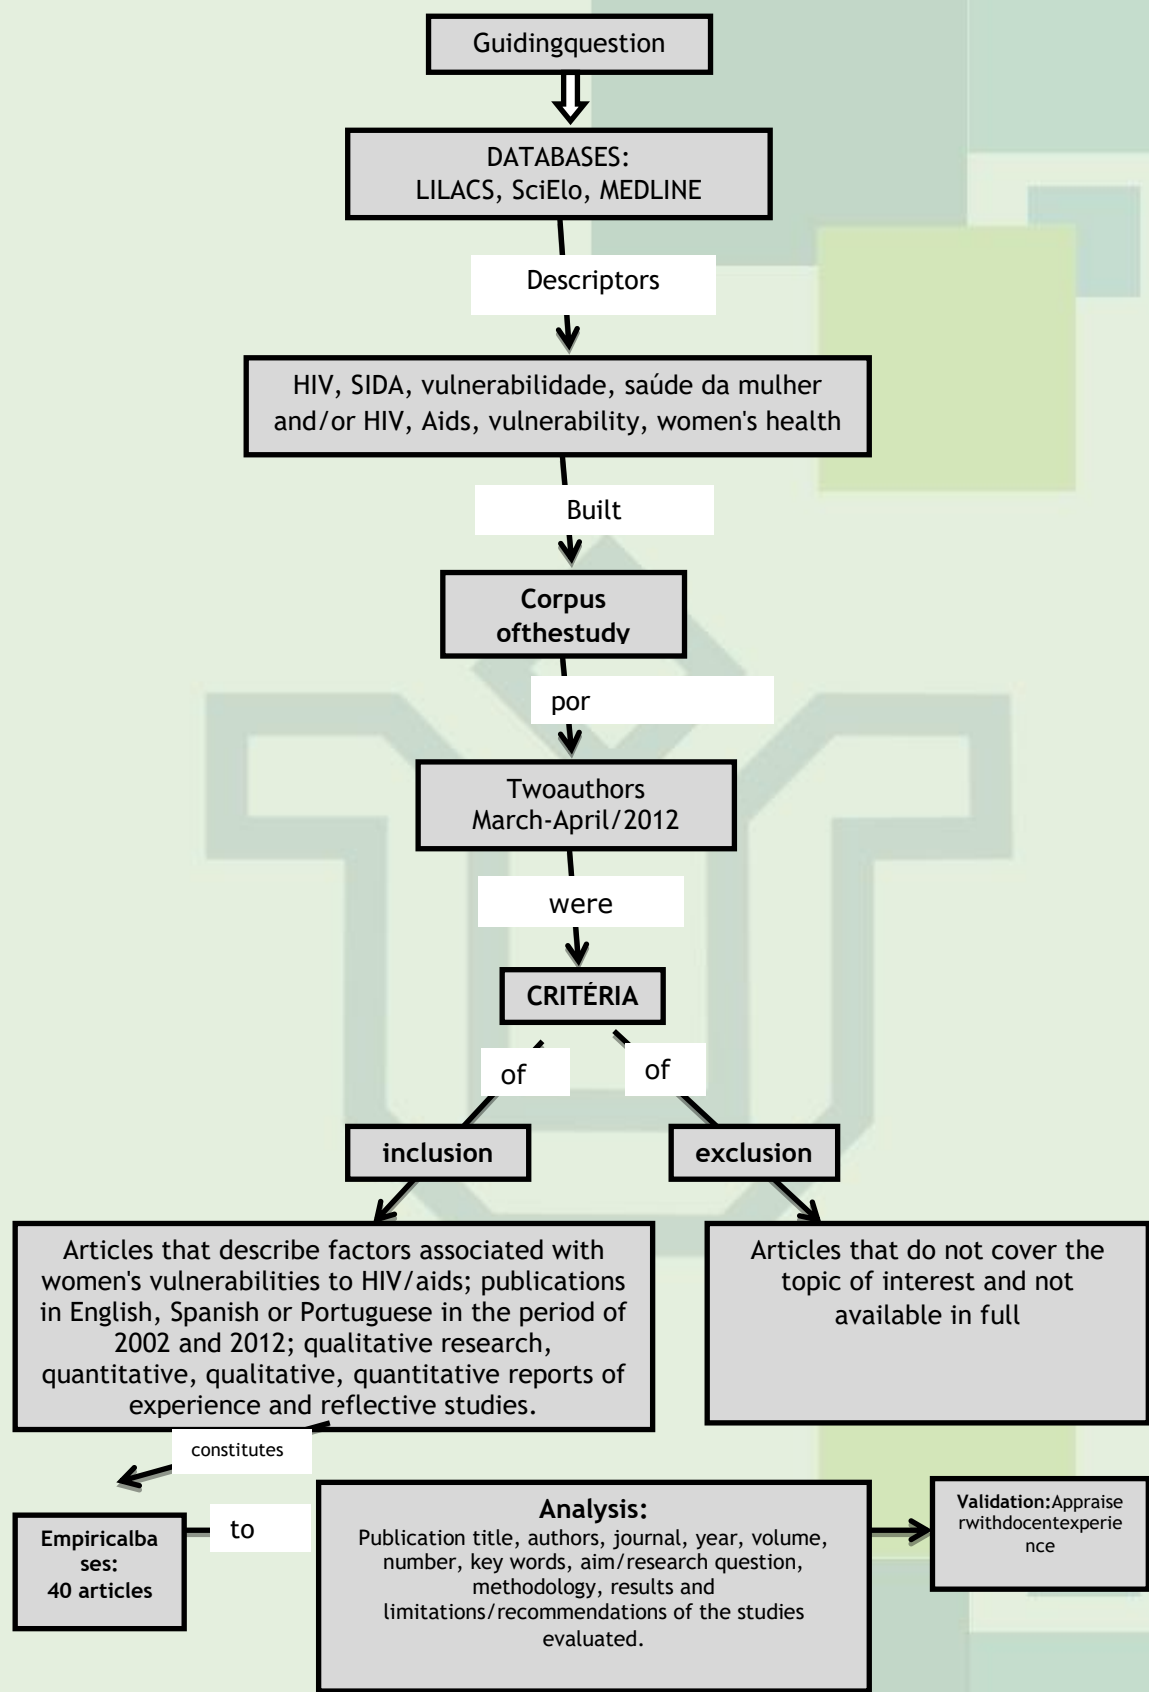 Guidingquestion
DATABASES:
LILACS, SciElo, MEDLINE
Descriptors
HIV, SIDA, vulnerabilidade, saúde da mulher
and/or HIV, Aids, vulnerability, women's health
Built
Corpus
ofthestudy
por
Twoauthors
March-April/2012
were
CRITÉRIA
of
of
inclusion
exclusion
Articles that describe factors associated with
women's vulnerabilities to HIV/aids; publications
in English, Spanish or Portuguese in the period of
2002 and 2012; qualitative research,
quantitative, qualitative, quantitative reports of
experience and reflective studies.
Articles that do not cover the
topic of interest and not
available in full
constitutes
Empiricalba
ses:
40 articles
to
Analysis:
Publication title, authors, journal, year, volume,
number, key words, aim/research question,
methodology, results and
limitations/recommendations of the studies
evaluated.
Validation:Appraise
rwithdocentexperie
nce